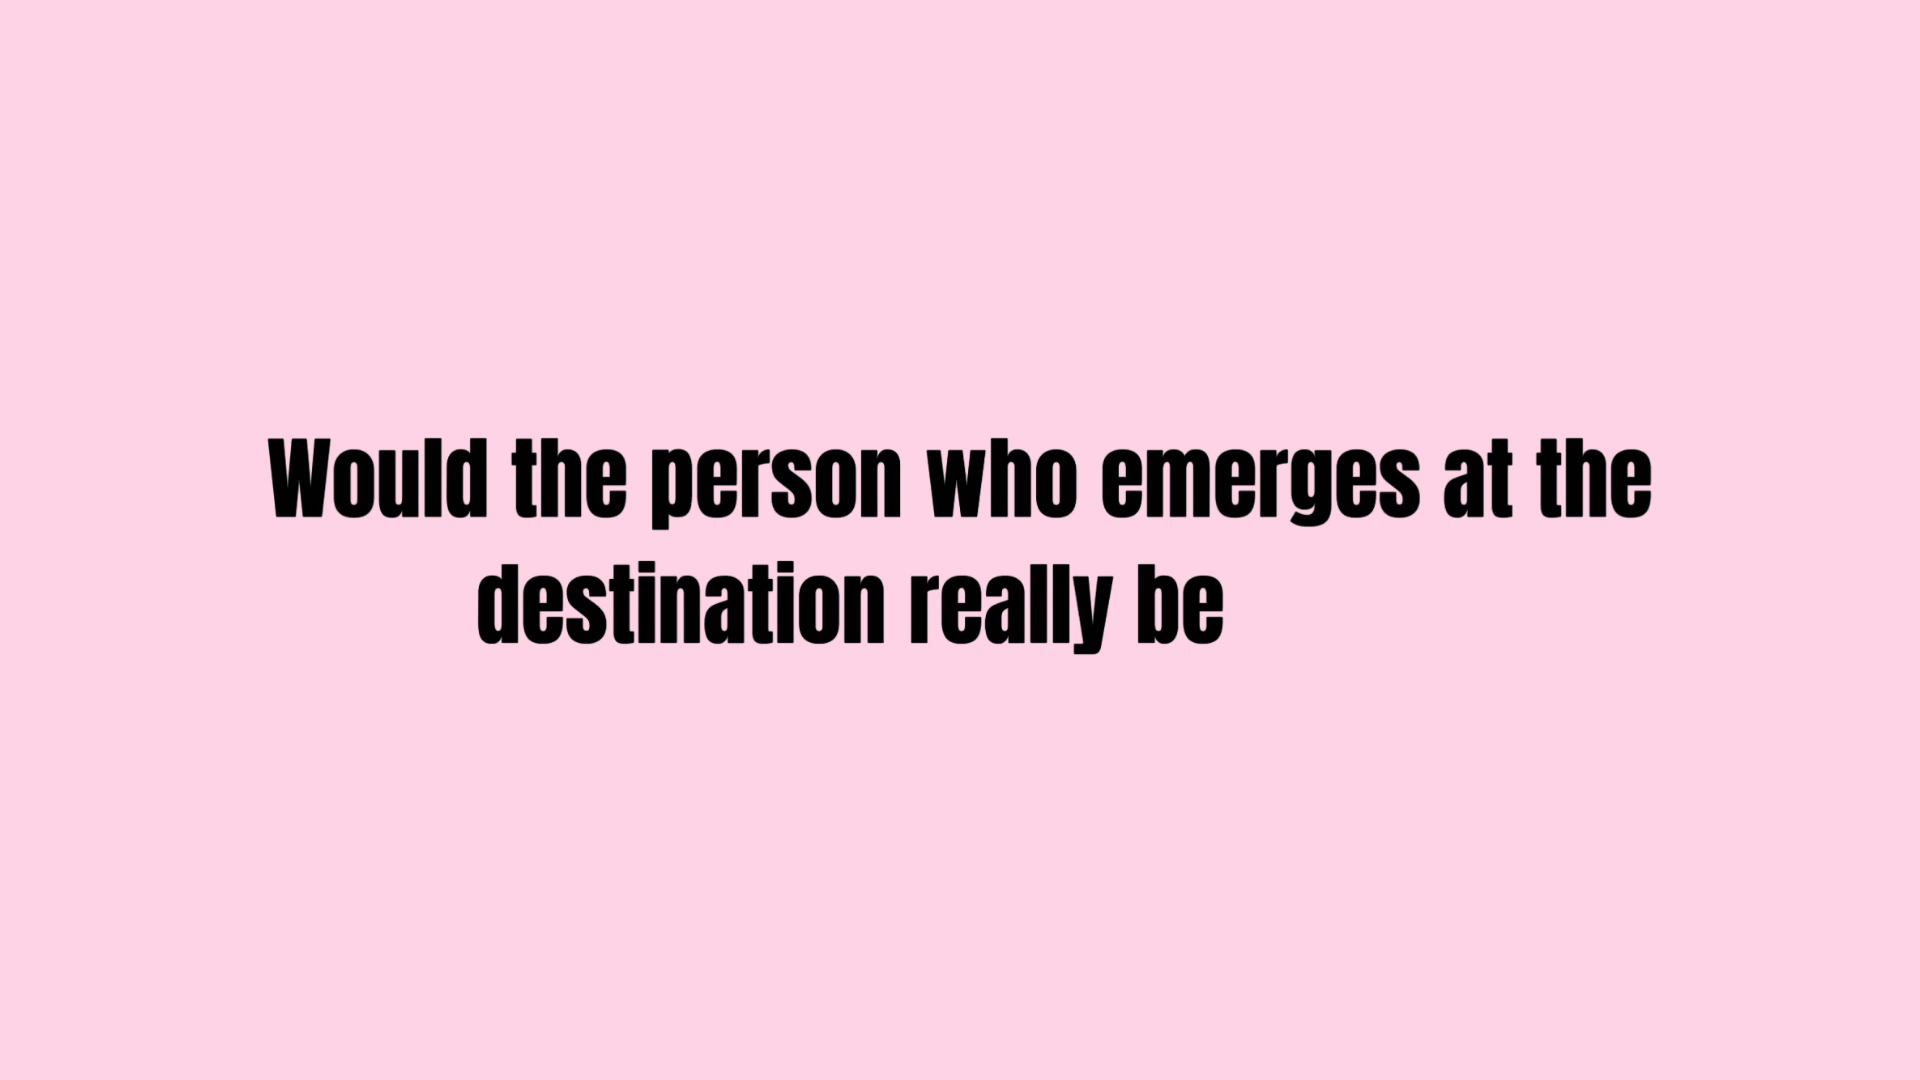 Would the person who emerges at the
destination really be